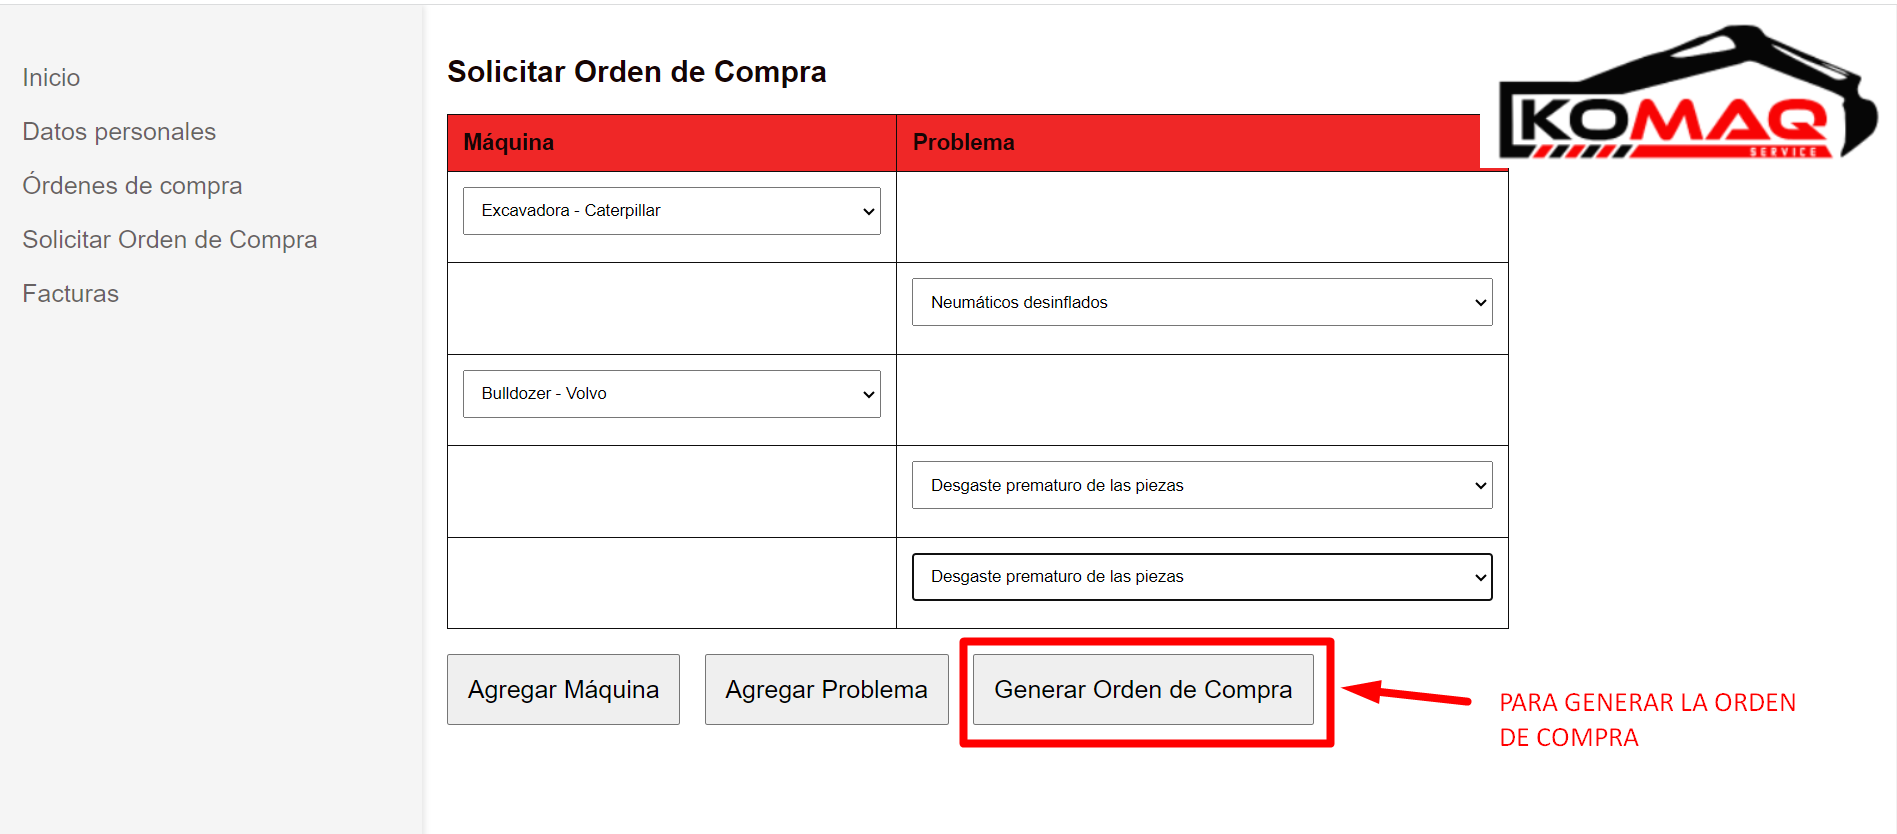 Inicio
Datos personales
Órdenes de compra
Solicitar Orden de Compra
Facturas
Solicitar Orden de Compra
KOMAQ
SERVICE
Máquina Problema
Excavadora - Caterpillar
Neumáticos desinflados
Bulldozer - Volvo
Desgaste prematuro de las piezas
Desgaste prematuro de las piezas
Agregar Máquina Agregar Problema Generar Orden de Compra
PARA GENERAR LA ORDEN
DE COMPRA